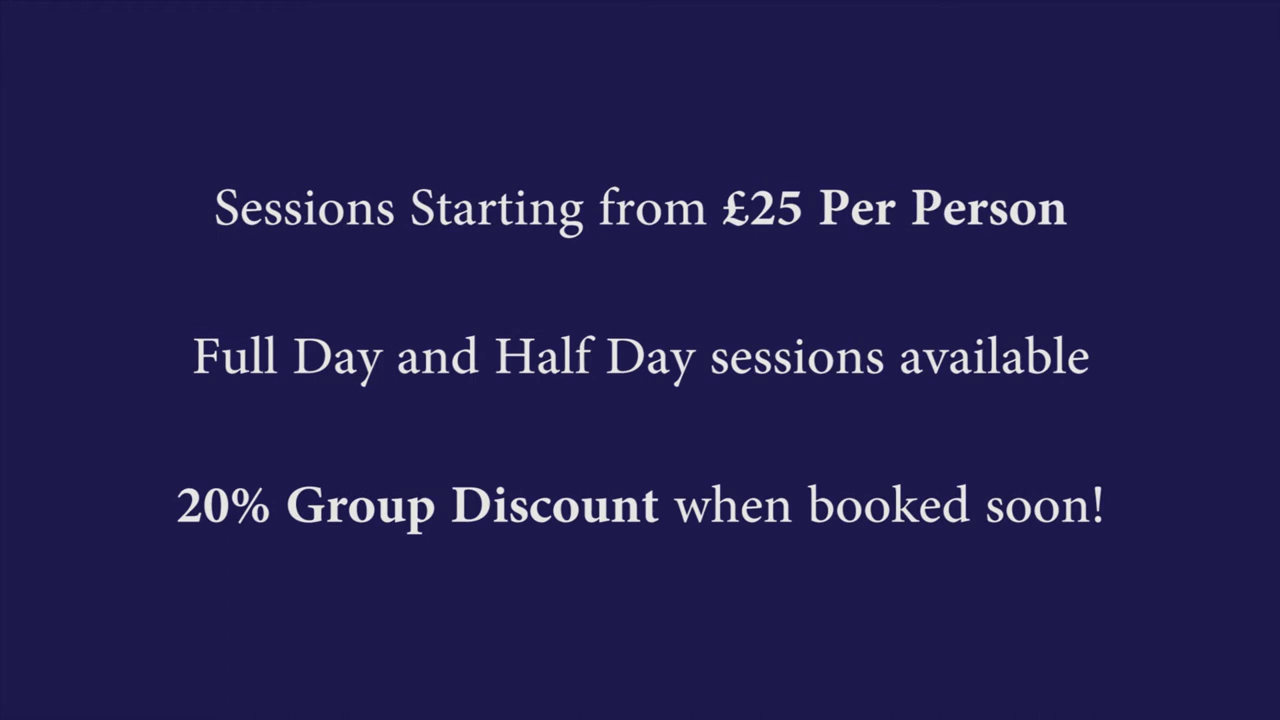 Sessions Starting from £25 Per Person
Full Day and Half Day sessions available
20% Group Discount when booked soon!